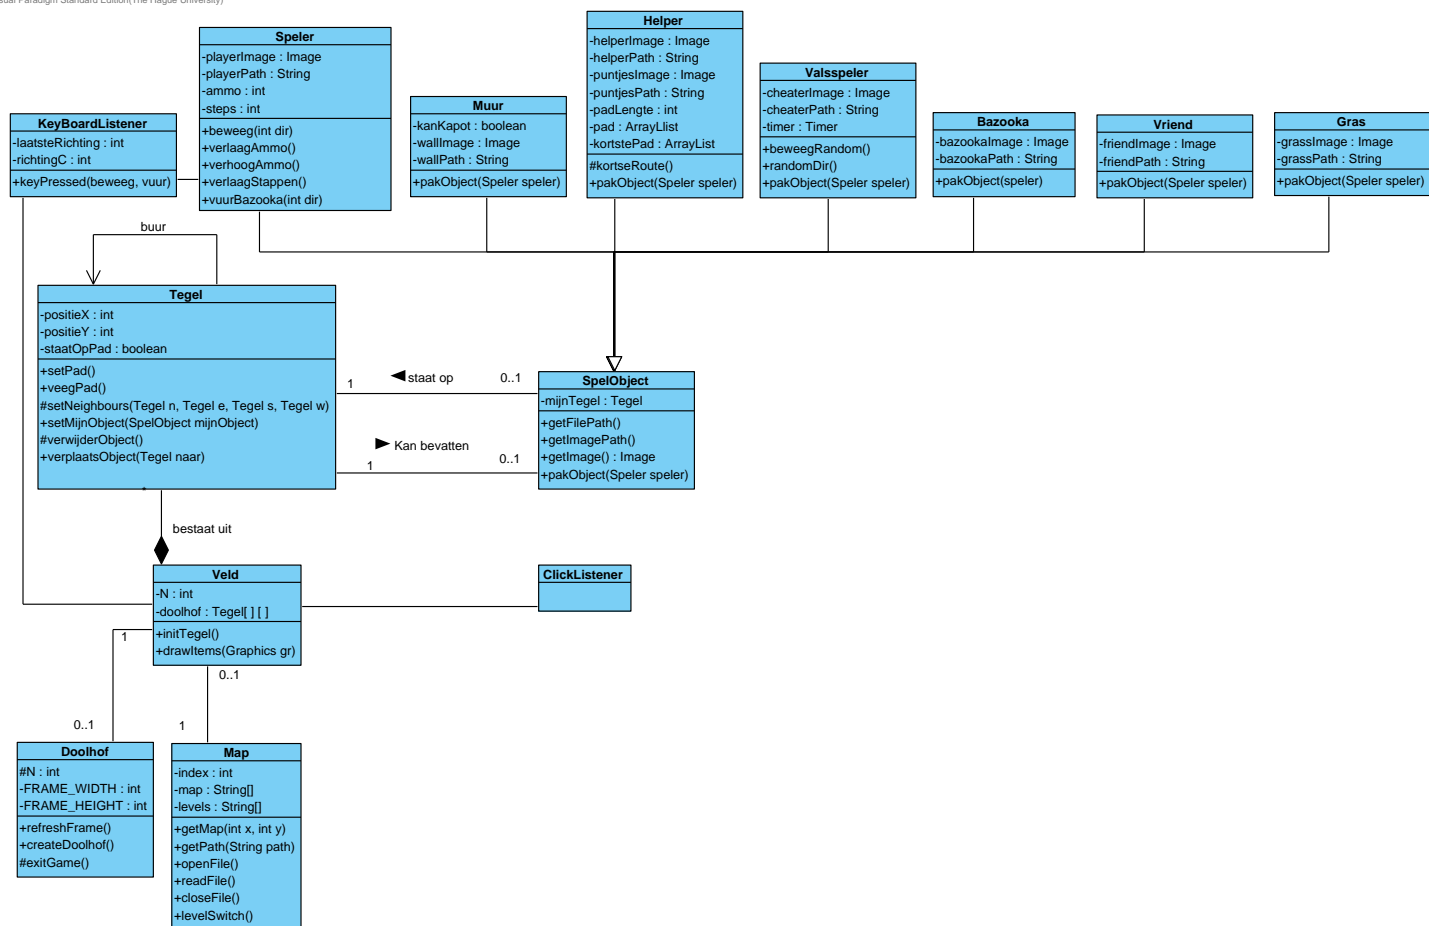 Visual Paradigm Standard Edition(The Hague University)
Speler
-playerImage : Image
-playerPath : String
-ammo : int
-steps : int
+beweeg(int dir)
+verlaagAmmo()
+verhoogAmmo()
+verlaagStappen()
+vuurBazooka(int dir)
Helper
-helperImage : Image
-helperPath : String
-puntjesImage : Image
-puntjesPath : String
-padLengte : int
-pad : ArrayLlist
-kortstePad : ArrayList
#kortseRoute()
+pakObject(Speler speler)
Valsspeler
-cheaterImage : Image
-cheaterPath : String
-timer : Timer
+beweegRandom()
+randomDir()
+pakObject(Speler speler)
Muur
-kanKapot : boolean
-wallImage : Image
-wallPath : String
+pakObject(Speler speler)
KeyBoardListener
-laatsteRichting : int
-richtingC : int
+keyPressed(beweeg, vuur)
Bazooka
-bazookaImage : Image
-bazookaPath : String
+pakObject(speler)
Vriend
-friendImage : Image
-friendPath : String
+pakObject(Speler speler)
Gras
-grassImage : Image
-grassPath : String
+pakObject(Speler speler)
buur
Tegel
-positieX : int
-positieY : int
-staatOpPad : boolean
+setPad()
+veegPad()
#setNeighbours(Tegel n, Tegel e, Tegel s, Tegel w)
+setMijnObject(SpelObject mijnObject)
#verwijderObject()
+verplaatsObject(Tegel naar)
1
staat op
0..1
Kan bevatten
1
0..1
SpelObject
-mijnTegel : Tegel
+getFilePath()
+getImagePath()
+getImage() : Image
+pakObject(Speler speler)
*
bestaat uit
Veld
-N : int
-doolhof : Tegel[ ] [ ]
+initTegel()
+drawItems(Graphics gr)
ClickListener
1
0..1
0..1
1
Doolhof
#N : int
-FRAME_WIDTH : int
-FRAME_HEIGHT : int
+refreshFrame()
+createDoolhof()
#exitGame()
Map
-index : int
-map : String[]
-levels : String[]
+getMap(int x, int y)
+getPath(String path)
+openFile()
+readFile()
+closeFile()
+levelSwitch()